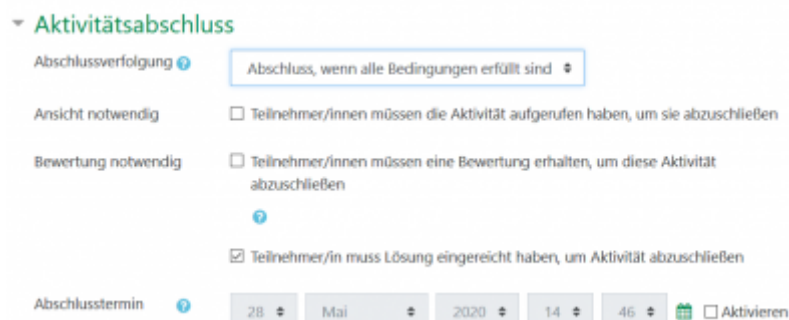 Aktivitätsabschluss
Abschlussverfolgung
Abschluss, wenn alle Bedingungen erfüllt sind
Ansicht notwendig
Teilnehmer/innen müssen die Aktivität aufgerufen haben, um sie abzuschließen
Bewertung notwendig
Teilnehmer/innen müssen eine Bewertung erhalten, um diese Aktivität
abzuschließen
Teilnehmer/in muss Lösung eingereicht haben, um Aktivität abzuschließen
Abschlusstermin
28 Mai 2020 14 46 Aktivieren